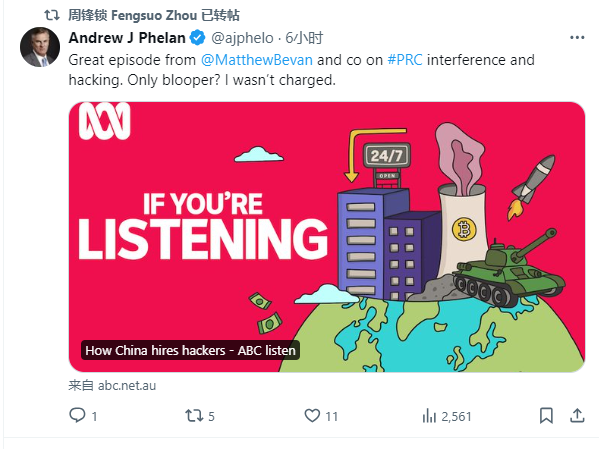 周锋锁 Fengsuo Zhou 已转帖
Andrew J Phelan @ajphelo · 6小时
Great episode from @MatthewBevan and co on #PRC interference and
hacking. Only blooper? I wasn't charged.
24/7
OPEN
IF YOU'RE
LISTENING
How China hires hackers - ABC listen
来自 abc.net.au
1 5 11 2,561